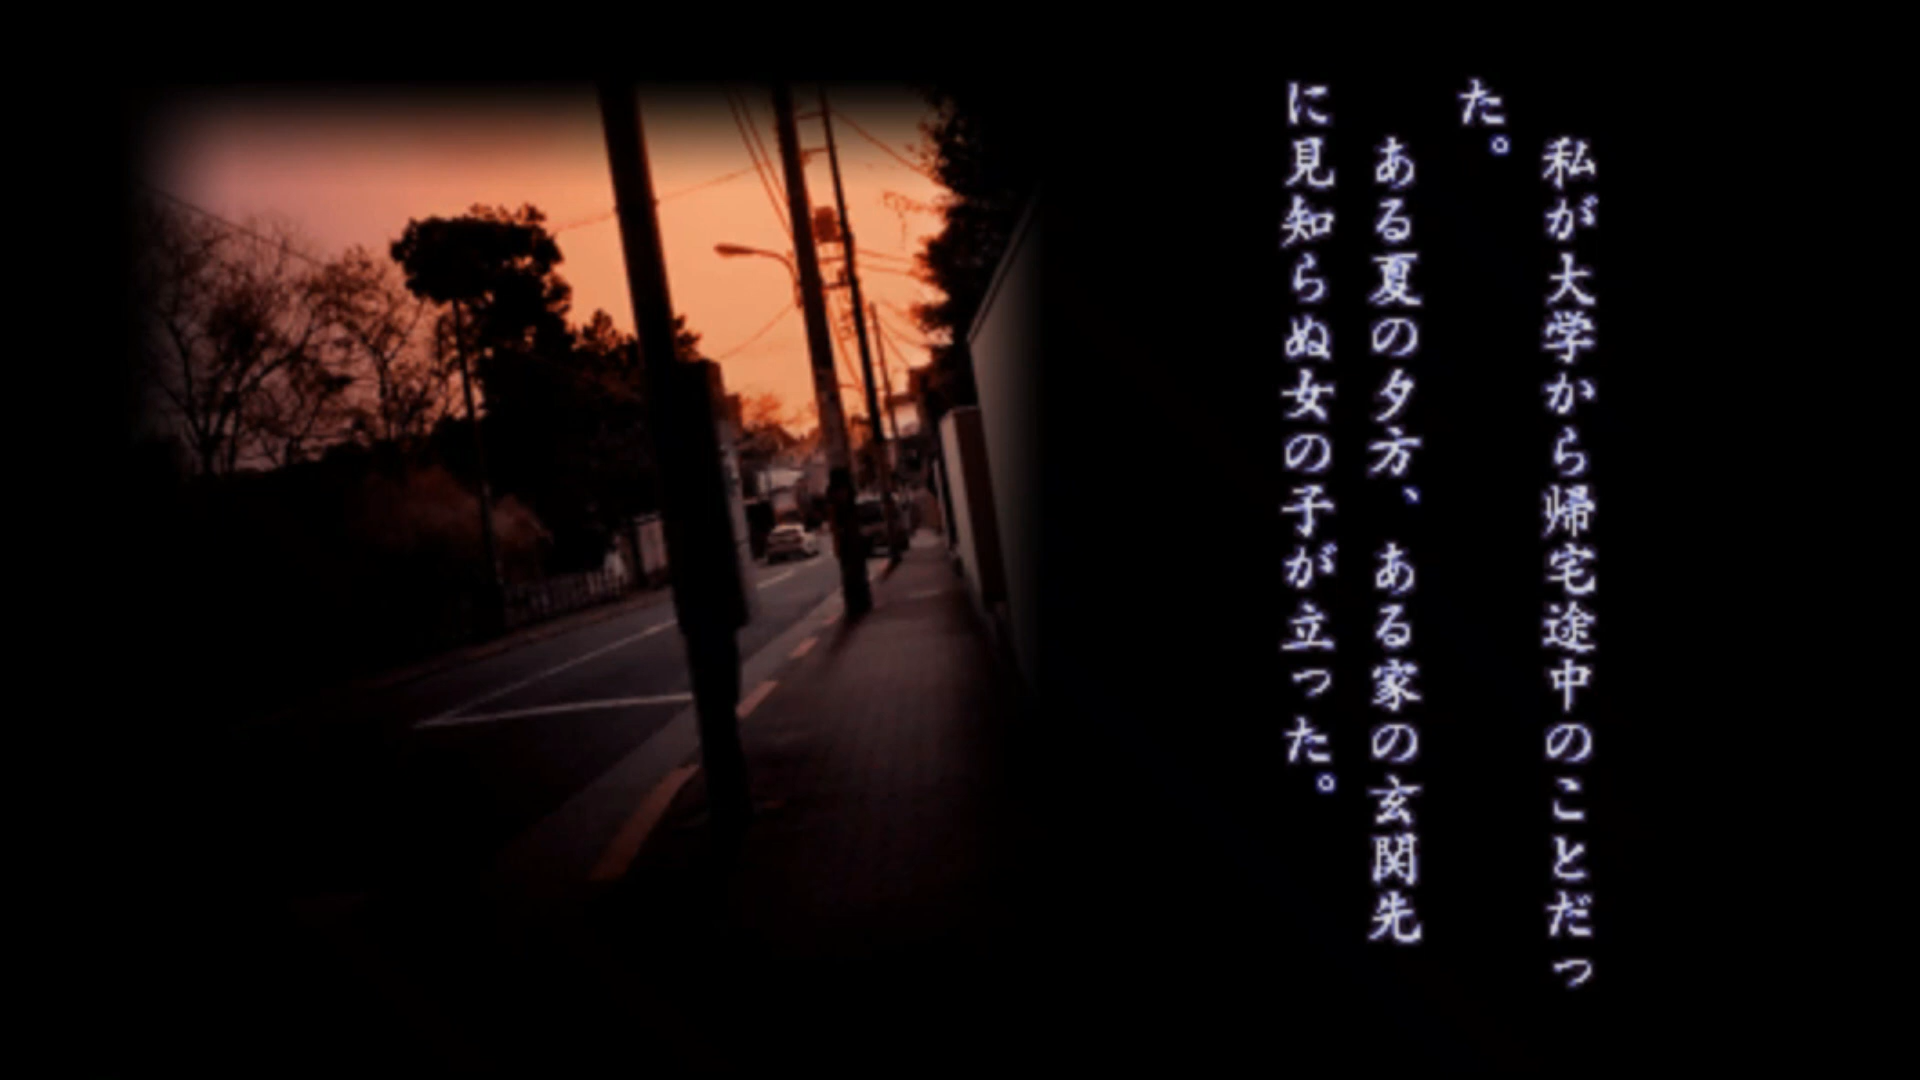 私が大学から帰宅途中のことだっ
た。
ある夏の夕方、ある家の玄関先
に見知らぬ女の子が立った。